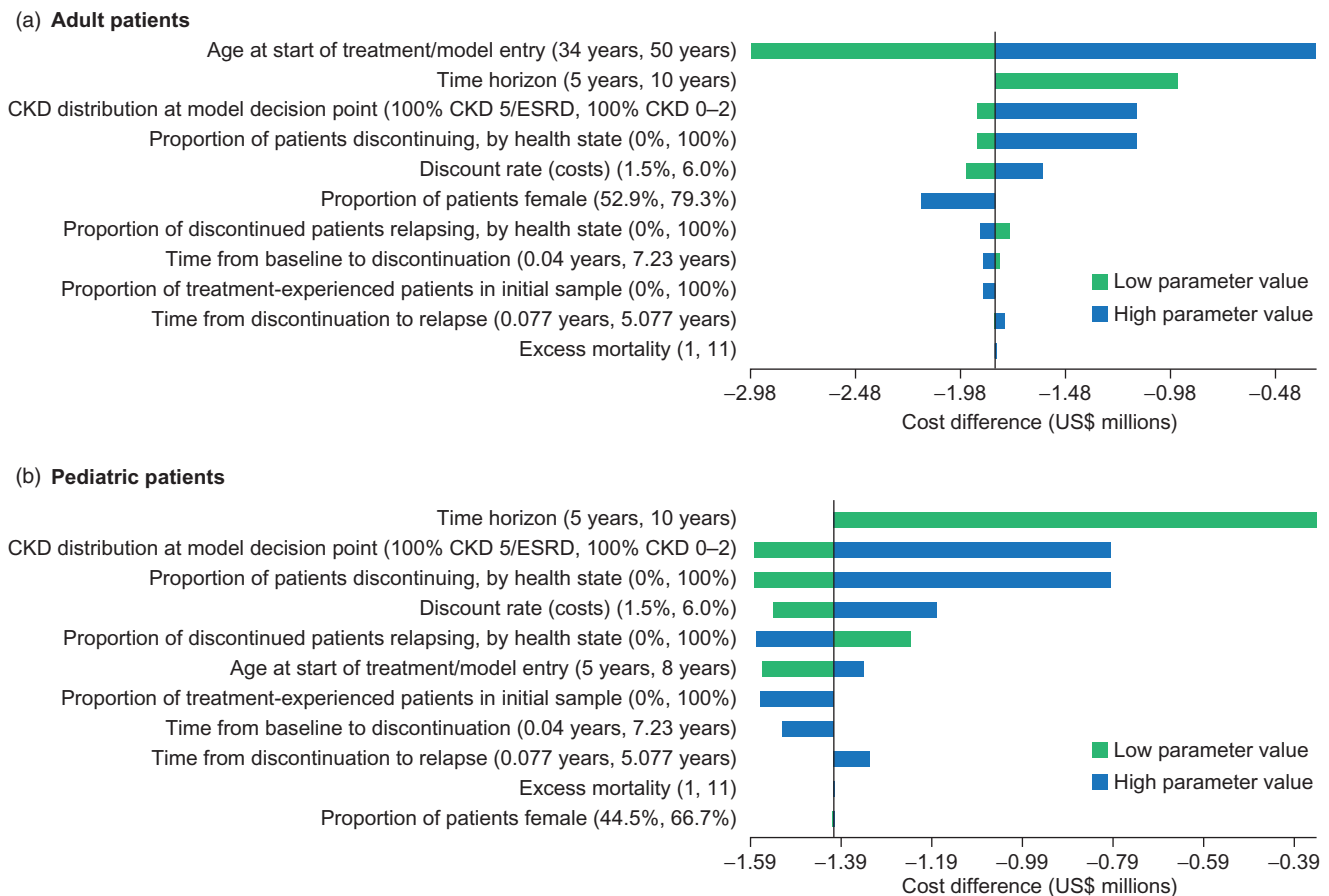 (a) Adult patients
Age at start of treatment/model entry (34 years, 50 years)
Time horizon (5 years, 10 years)
CKD distribution at model decision point (100% CKD 5/ESRD, 100% CKD 0–2)
Proportion of patients discontinuing, by health state (0%, 100%)
Discount rate (costs) (1.5%, 6.0%)
Proportion of patients female (52.9%, 79.3%)
Proportion of discontinued patients relapsing, by health state (0%, 100%)
Time from baseline to discontinuation (0.04 years, 7.23 years)
Proportion of treatment-experienced patients in initial sample (0%, 100%)
Time from discontinuation to relapse (0.077 years, 5.077 years)
Excess mortality (1, 11)
Low parameter value
High parameter value
–2.98 –2.48 –1.98 –1.48 –0.98 –0.48
Cost difference (US$ millions)
(b) Pediatric patients
Time horizon (5 years, 10 years)
CKD distribution at model decision point (100% CKD 5/ESRD, 100% CKD 0–2)
Proportion of patients discontinuing, by health state (0%, 100%)
Discount rate (costs) (1.5%, 6.0%)
Proportion of discontinued patients relapsing, by health state (0%, 100%)
Age at start of treatment/model entry (5 years, 8 years)
Proportion of treatment-experienced patients in initial sample (0%, 100%)
Time from baseline to discontinuation (0.04 years, 7.23 years)
Time from discontinuation to relapse (0.077 years, 5.077 years)
Excess mortality (1, 11)
Proportion of patients female (44.5%, 66.7%)
Low parameter value
High parameter value
–1.59 –1.39 –1.19 –0.99 –0.79 –0.59 –0.39
Cost difference (US$ millions)